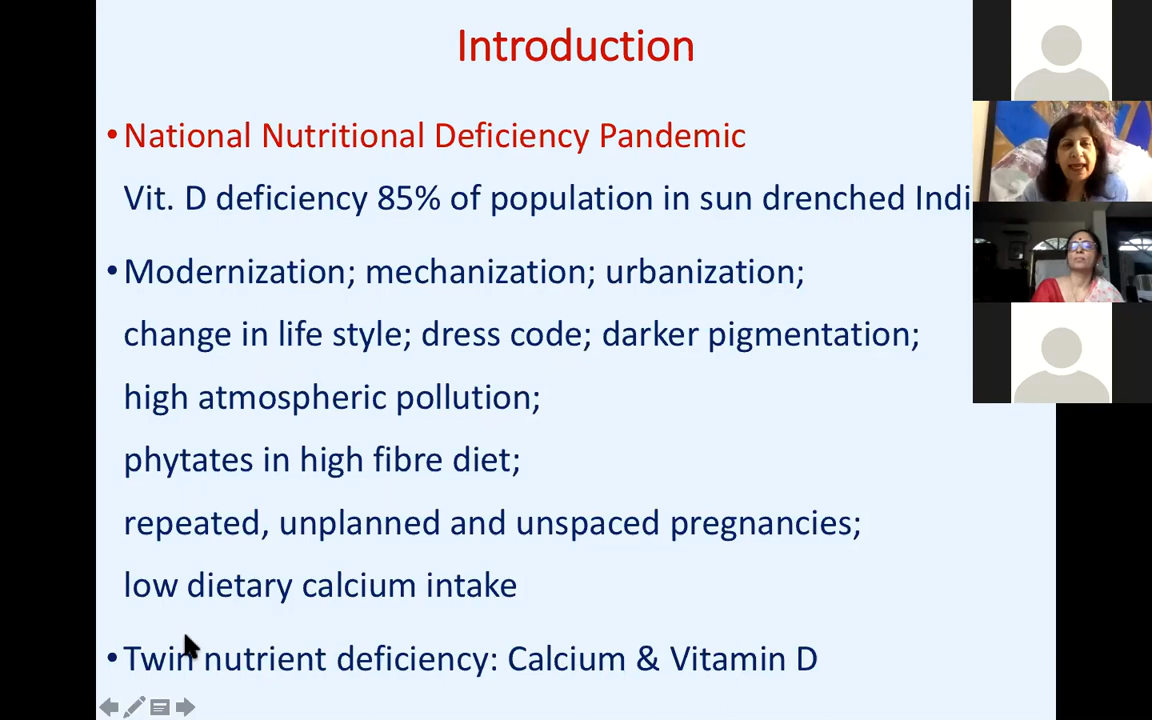 Introduction
•National Nutritional Deficiency Pandemic
Vit. D deficiency 85% of population in sun drenched Indi
•Modernization; mechanization; urbanization;
change in life style; dress code; darker pigmentation;
high atmospheric pollution;
phytates in high fibre diet;
repeated, unplanned and unspaced pregnancies;
low dietary calcium intake
•Twin nutrient deficiency: Calcium & Vitamin D